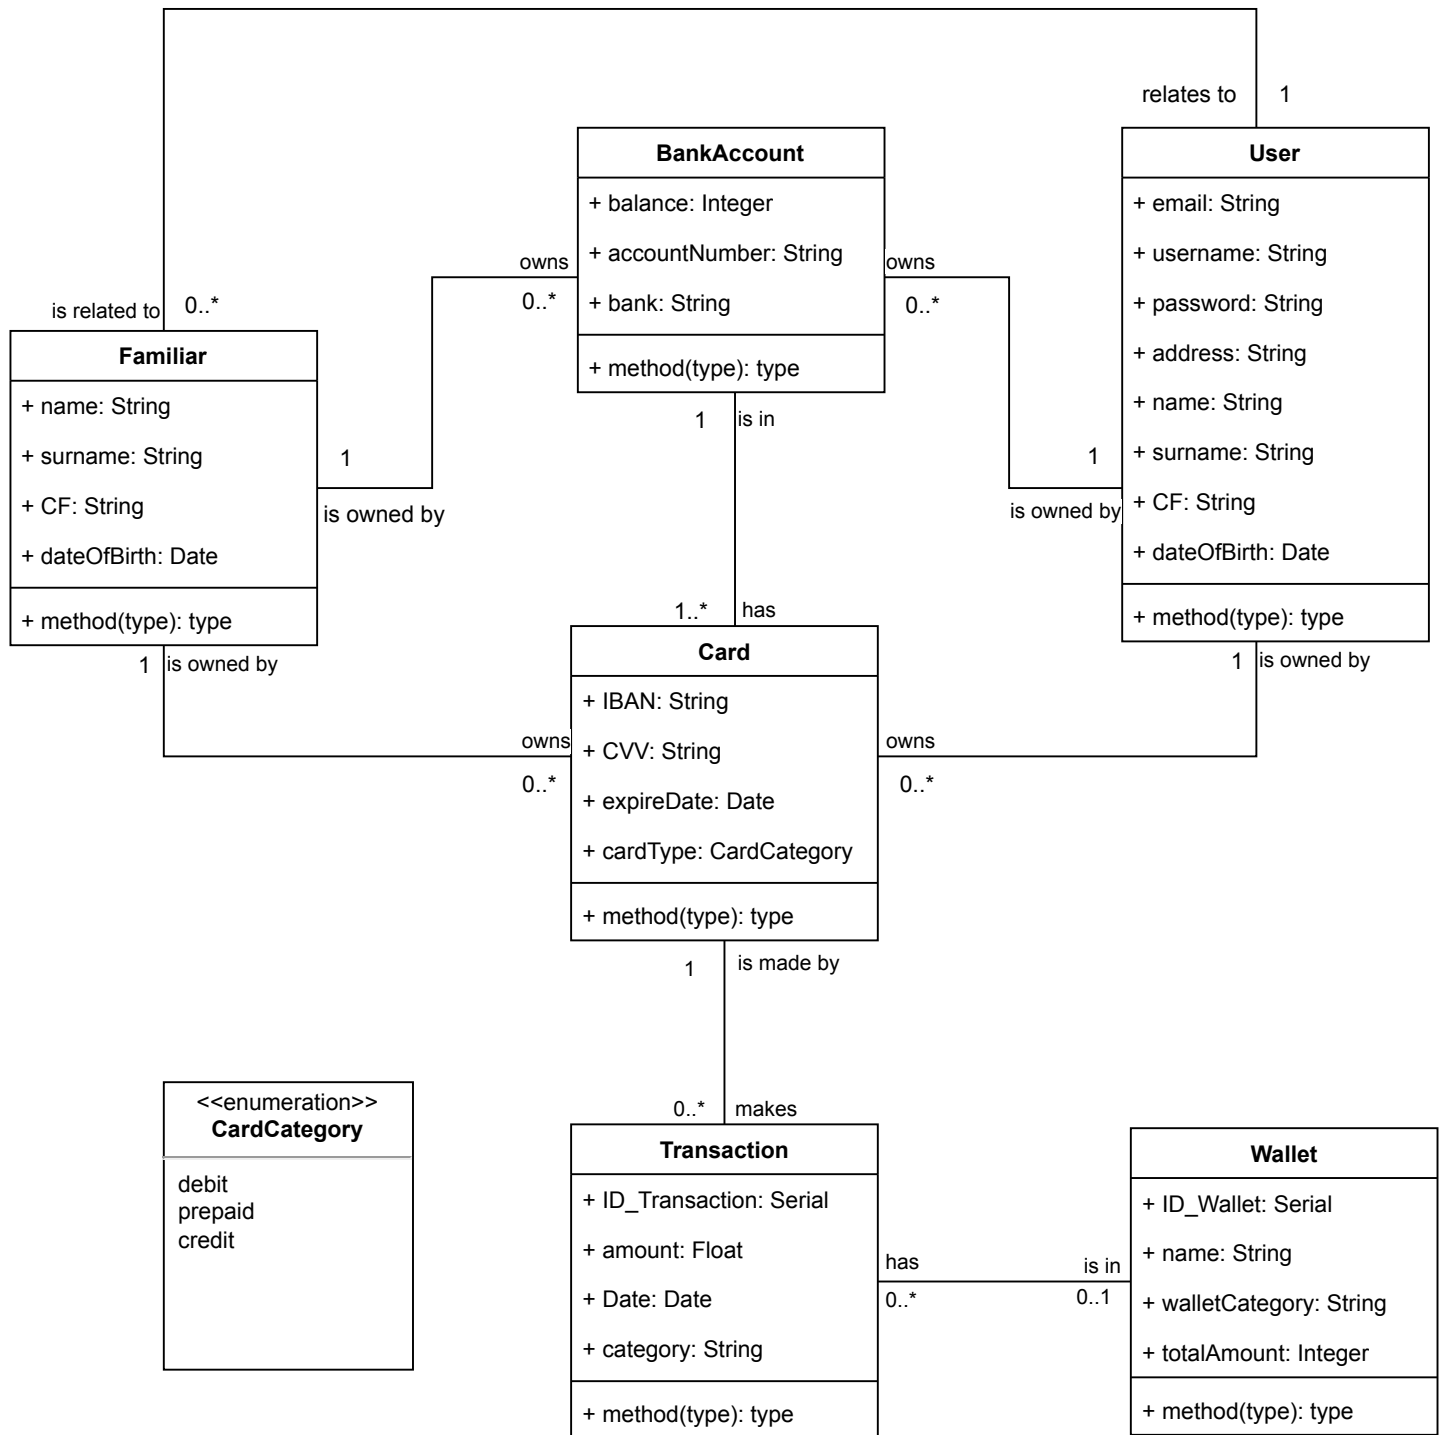 relates to
1
BankAccount
+ balance: Integer
+ accountNumber: String
+ bank: String
+ method(type): type
User
+ email: String
+ username: String
+ password: String
+ address: String
+ name: String
+ surname: String
+ CF: String
+ dateOfBirth: Date
+ method(type): type
owns
0..*
owns
0..*
is related to
0..*
Familiar
+ name: String
+ surname: String
+ CF: String
+ dateOfBirth: Date
+ method(type): type
1
is owned by
1
is owned by
1
is in
1..*
has
1
is owned by
1
is owned by
Card
+ IBAN: String
+ CVV: String
+ expireDate: Date
+ cardType: CardCategory
+ method(type): type
owns
0..*
owns
0..*
1
is made by
0..*
makes
<<enumeration>>
CardCategory
debit
prepaid
credit
Transaction
+ ID_Transaction: Serial
+ amount: Float
+ Date: Date
+ category: String
+ method(type): type
has
0..*
is in
0..1
Wallet
+ ID_Wallet: Serial
+ name: String
+ walletCategory: String
+ totalAmount: Integer
+ method(type): type